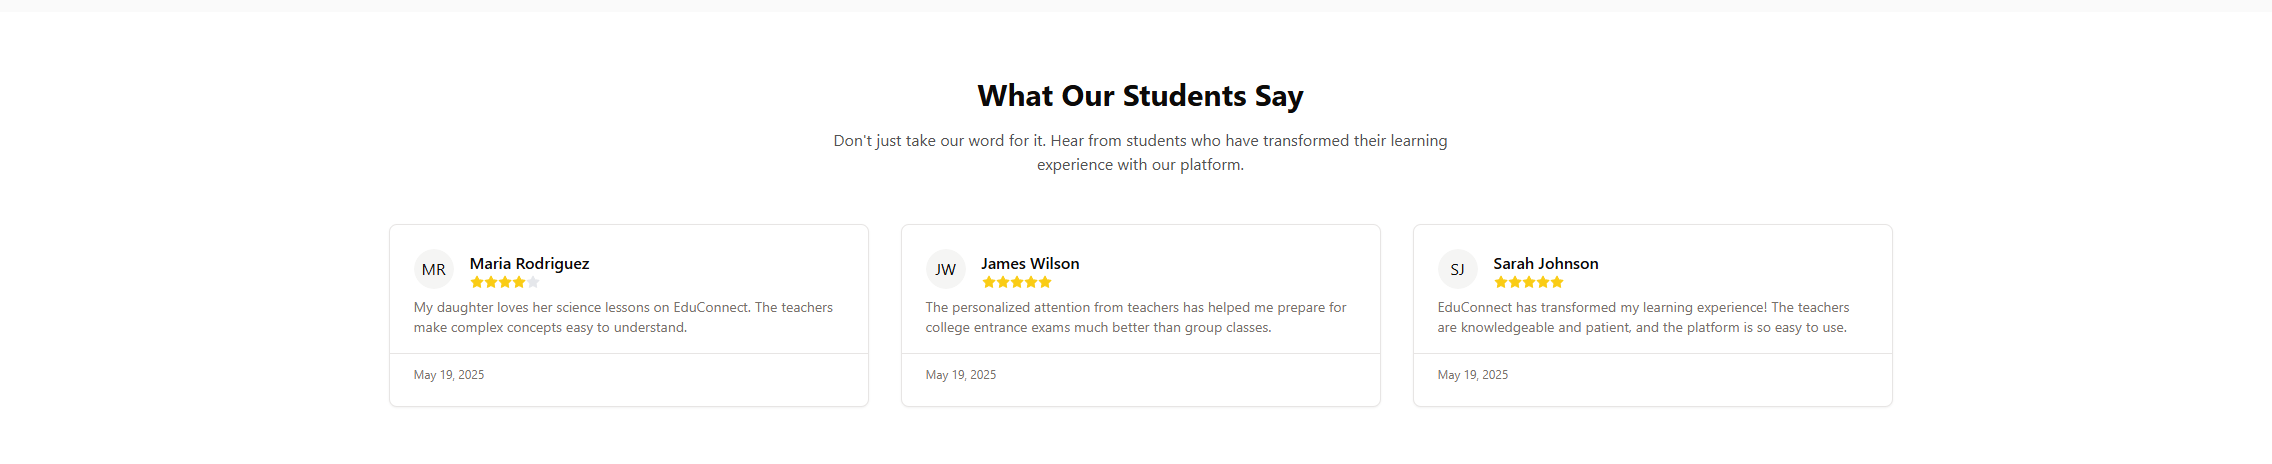 What Our Students Say
Don't just take our word for it. Hear from students who have transformed their learning
experience with our platform.
MR
Maria Rodriguez
My daughter loves her science lessons on EduConnect. The teachers
make complex concepts easy to understand.
May 19, 2025
JW
James Wilson
The personalized attention from teachers has helped me prepare for
college entrance exams much better than group classes.
May 19, 2025
SJ
Sarah Johnson
EduConnect has transformed my learning experience! The teachers
are knowledgeable and patient, and the platform is so easy to use.
May 19, 2025